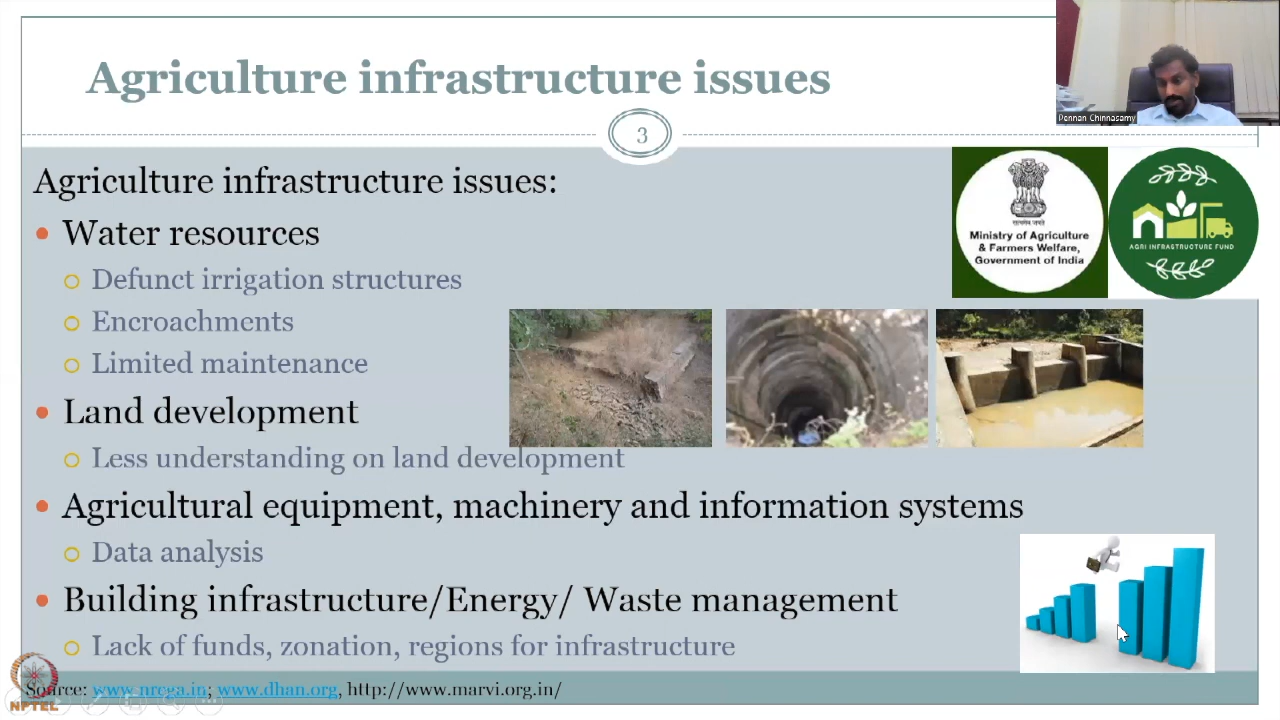 Agriculture infrastructure issues
Pennan Chinnasamy
3
Agriculture infrastructure issues:
Water resources
Defunct irrigation structures
Encroachments
Limited maintenance
Land development
Less understanding on land development
Agricultural equipment, machinery and information systems
Data analysis
Building infrastructure/Energy/ Waste management
Lack of funds, zonation, regions for infrastructure
सत्यमेव जयते
Ministry of Agriculture
& Farmers Welfare,
Government of India
AGRI INFRASTRUCTURE FUND
Source: www.nrega.in; www.dhan.org, http://www.marvi.org.in/
NPTEL